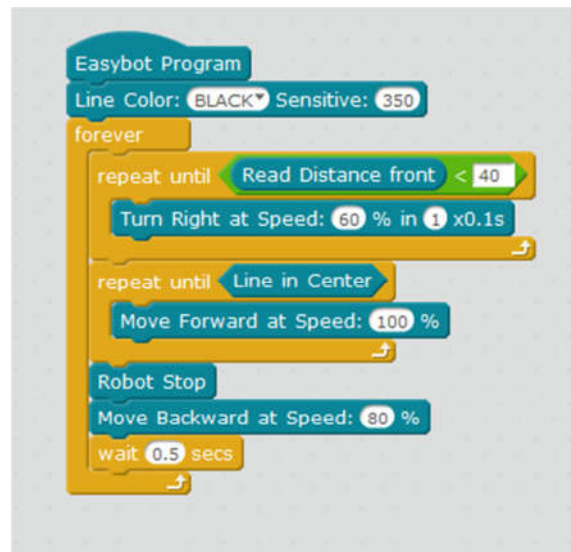 Easybot Program
Line Color: BLACK Sensitive: 350
forever
repeat until Read Distance front < 40
Turn Right at Speed: 60 % in 1 x0.1s
repeat until Line in Center
Move Forward at Speed: 100 %
Robot Stop
Move Backward at Speed: 80 %
wait 0.5 secs